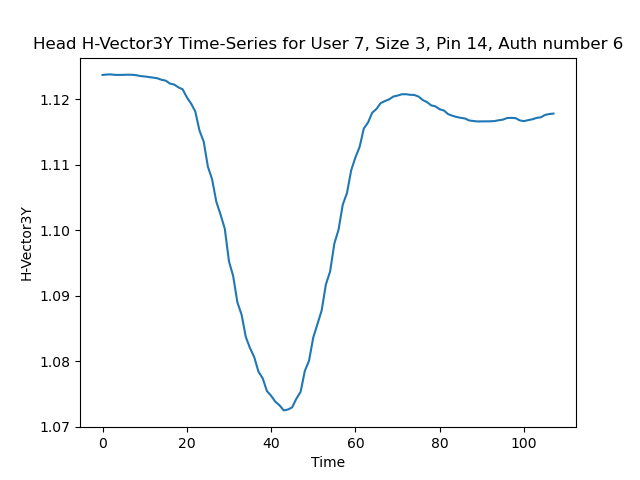 Head H-Vector3Y Time-Series for User 7, Size 3, Pin 14, Auth number 6
1.12
1.11
1.10
1.09
1.08
1.07
H-Vector3Y
0 20 40 60 80 100
Time